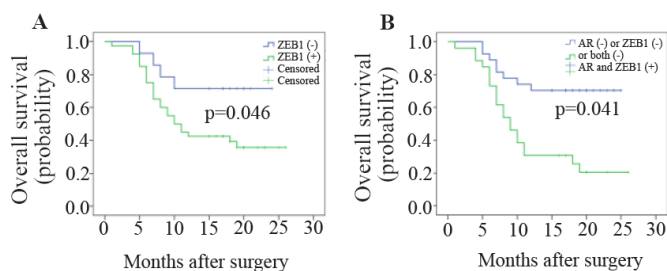 A
1.0
0.8
0.6
0.4
0.2
0.0
Overall survival
(probability)
ZEB1 (-)
ZEB1 (+)
Censored
Censored
p=0.046
0 5 10 15 20 25 30
Months after surgery
B
1.0
0.8
0.6
0.4
0.2
0.0
Overall survival
(probability)
AR (-) or ZEB1 (-)
or both (-)
AR and ZEB1 (+)
p=0.041
0 5 10 15 20 25 30
Months after surgery